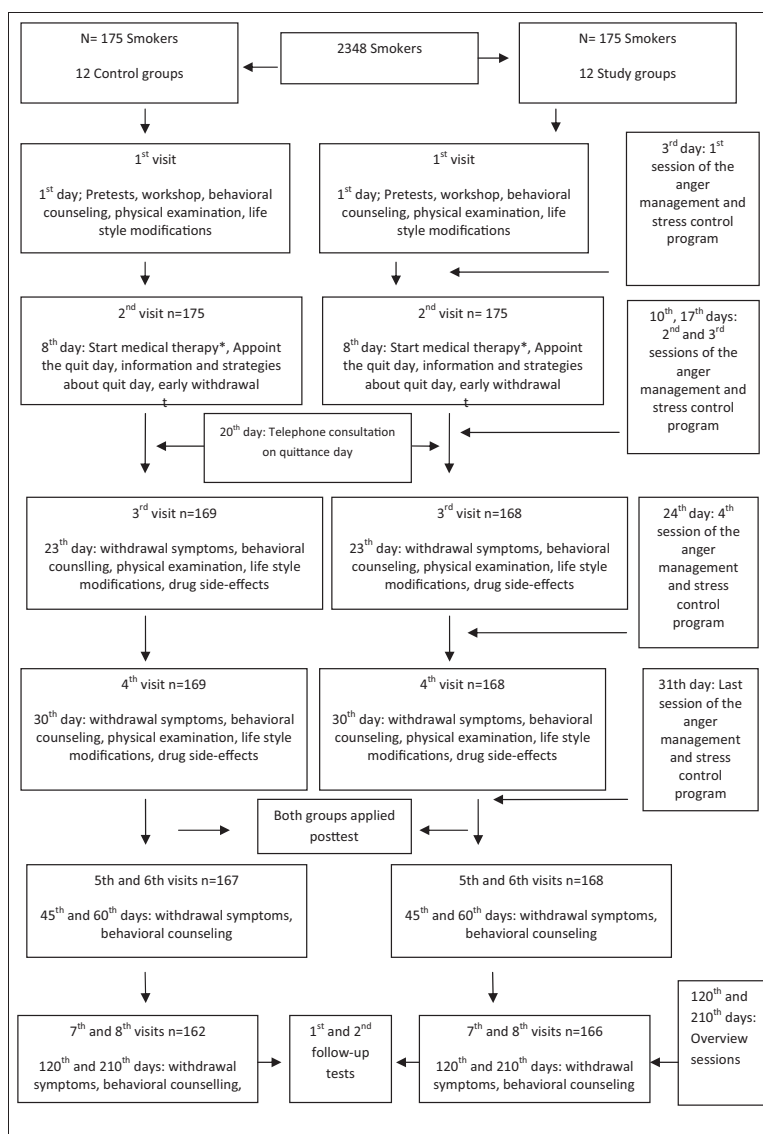 N= 175 Smokers
12 Control groups
2348 Smokers
N= 175 Smokers
12 Study groups
1st visit
1st day; Pretests, workshop, behavioral
counseling, physical examination, life
style modifications
1st visit
1st day; Pretests, workshop, behavioral
counseling, physical examination, life
style modifications
3rd day: 1st
session of the
anger
management and
stress control
program
2nd visit n=175
8th day: Start medical therapy*, Appoint
the quit day, information and strategies
about quit day, early withdrawal
t
2nd visit n= 175
8th day: Start medical therapy*, Appoint
the quit day, information and strategies
about quit day, early withdrawal
t
10th, 17th days:
2nd and 3rd
sessions of the
anger
management and
stress control
program
20th day: Telephone consultation
on quittance day
3rd visit n=169
23th day: withdrawal symptoms, behavioral
counslling, physical examination, life style
modifications, drug side-effects
3rd visit n=168
23th day: withdrawal symptoms, behavioral
counseling, physical examination, life style
modifications, drug side-effects
24th day: 4th
session of the
anger
management
and stress
control
program
4th visit n=169
30th day: withdrawal symptoms, behavioral
counseling, physical examination, life style
modifications, drug side-effects
4th visit n=168
30th day: withdrawal symptoms, behavioral
counseling, physical examination, life style
modifications, drug side-effects
31th day: Last
session of the
anger
management
and stress
control
program
Both groups applied
posttest
5th and 6th visits n=167
45th and 60th days: withdrawal symptoms,
behavioral counseling
5th and 6th visits n=168
45th and 60th days: withdrawal symptoms,
behavioral counseling
7th and 8th visits n=162
120th and 210th days: withdrawal
symptoms, behavioral counselling,
1st and 2nd
follow-up
tests
7th and 8th visits n=166
120th and 210th days: withdrawal
symptoms, behavioral counseling
120th and
210th days:
Overview
sessions